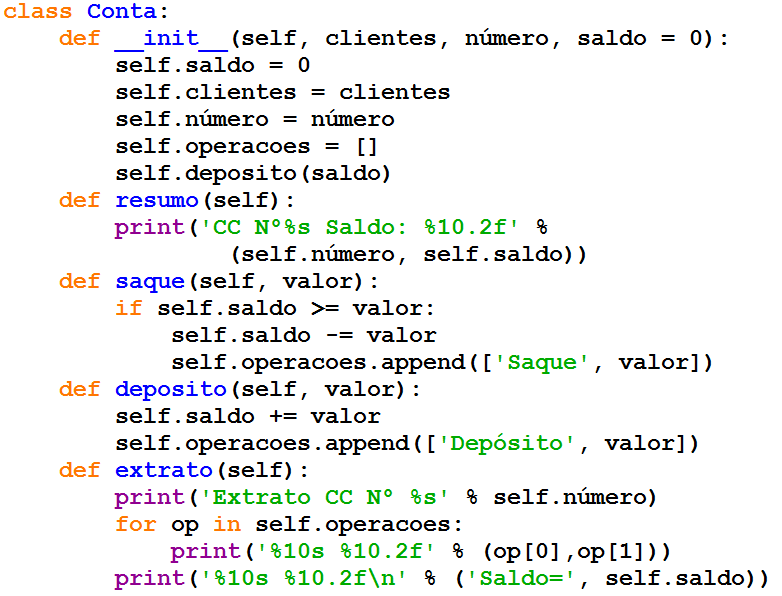 class Conta:
    def __init__(self, clientes, número, saldo = 0):
        self.saldo = 0
        self.clientes = clientes
        self.número = número
        self.operacoes = []
        self.deposito(saldo)
    def resumo(self):
        print('CC N°%s Saldo: %10.2f' %
                (self.número, self.saldo))
    def saque(self, valor):
        if self.saldo >= valor:
            self.saldo -= valor
            self.operacoes.append(['Saque', valor])
    def deposito(self, valor):
        self.saldo += valor
        self.operacoes.append(['Depósito', valor])
    def extrato(self):
        print('Extrato CC N° %s' % self.número)
        for op in self.operacoes:
            print('%10s %10.2f' % (op[0],op[1]))
        print('%10s %10.2f\n' % ('Saldo=', self.saldo))